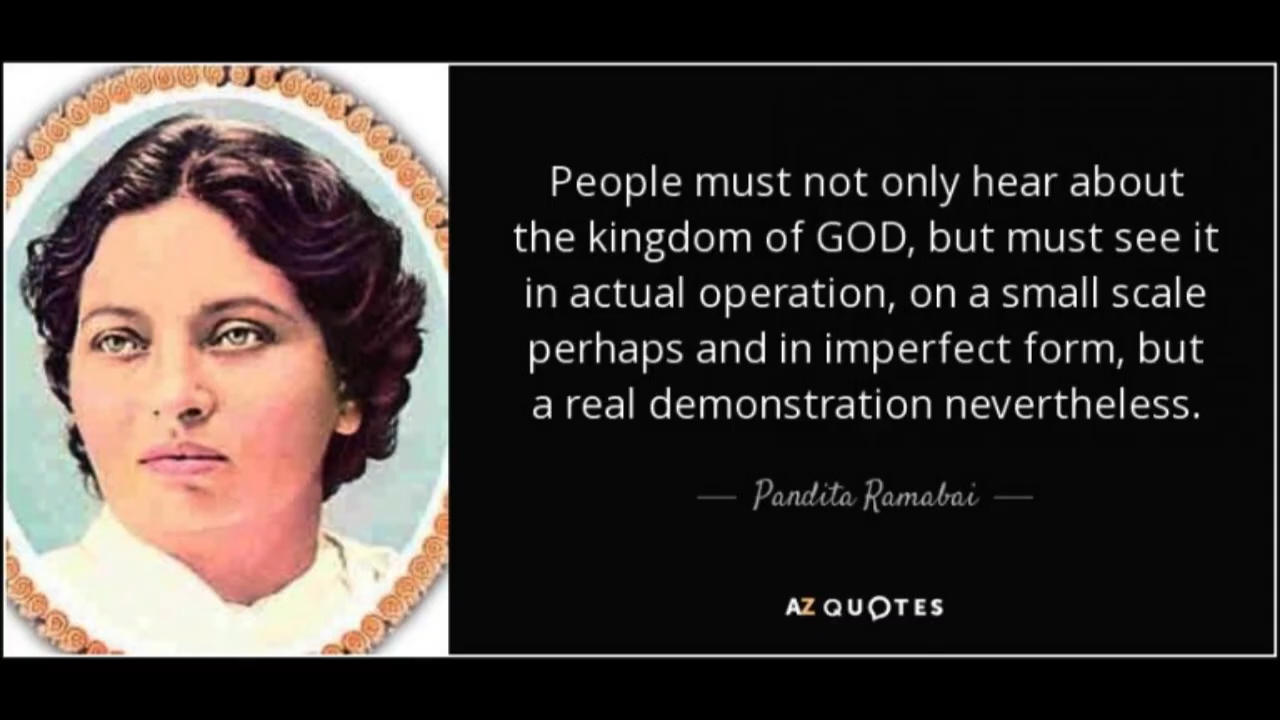 People must not only hear about
the kingdom of GOD, but must see it
in actual operation, on a small scale
perhaps and in imperfect form, but
a real demonstration nevertheless.
Pandita Ramabai
AZ QUOTES